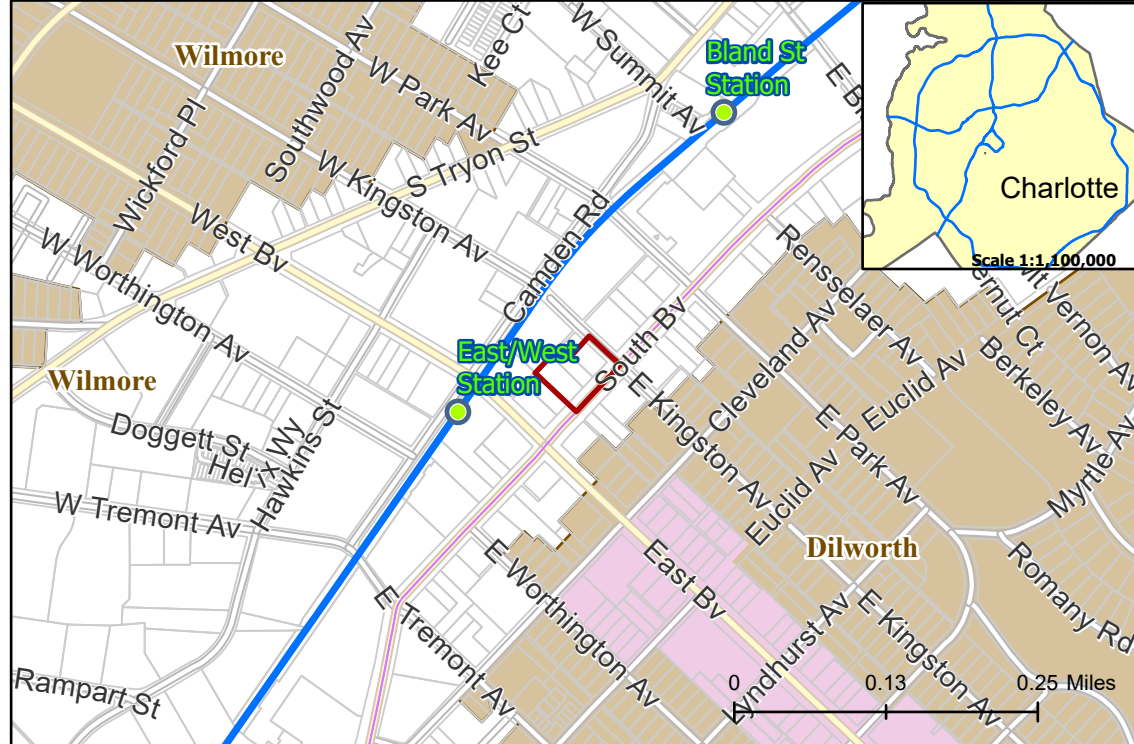 Wilmore
Southwood Av
Kee Ct
W Summit Av
Bland St
Station
W Park Av
Wickford Pl
S Tryon St
W Kingston Av
West Bv
W Worthington Av
Camden Rd
Charlotte
Scale 1:1,100,000
Rensselaer Av
Cleveland Av
Euclid Av
Berkeley Av
Myrtle Av
East/West
Station
South Bv
E Kingston Av
E Park Av
Wilmore
Doggett St
Hawkins St
W Tremont Av
Euclid Av
Dilworth
Romany Rd
East Bv
E Worthington Av
E Tremont Av
Lyndhurst Av
E Kingston Av
Rampart St
0
0.13
0.25 Miles